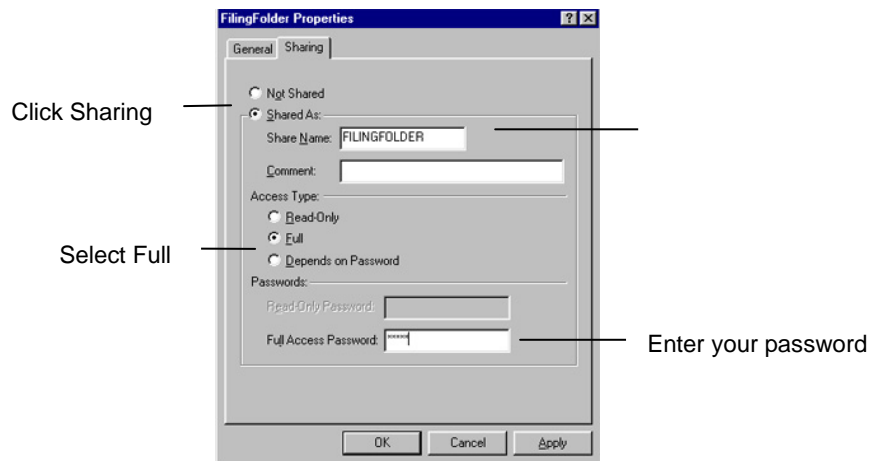 FilingFolder Properties
General Sharing
Not Shared
Click Sharing
Shared As:
Share Name: FILINGFOLDER
Comment:
Access Type:
Read-Only
Full
Select Full
Depends on Password
Passwords:
Read-Only Password:
Full Access Password: *****
Enter your password
OK Cancel Apply